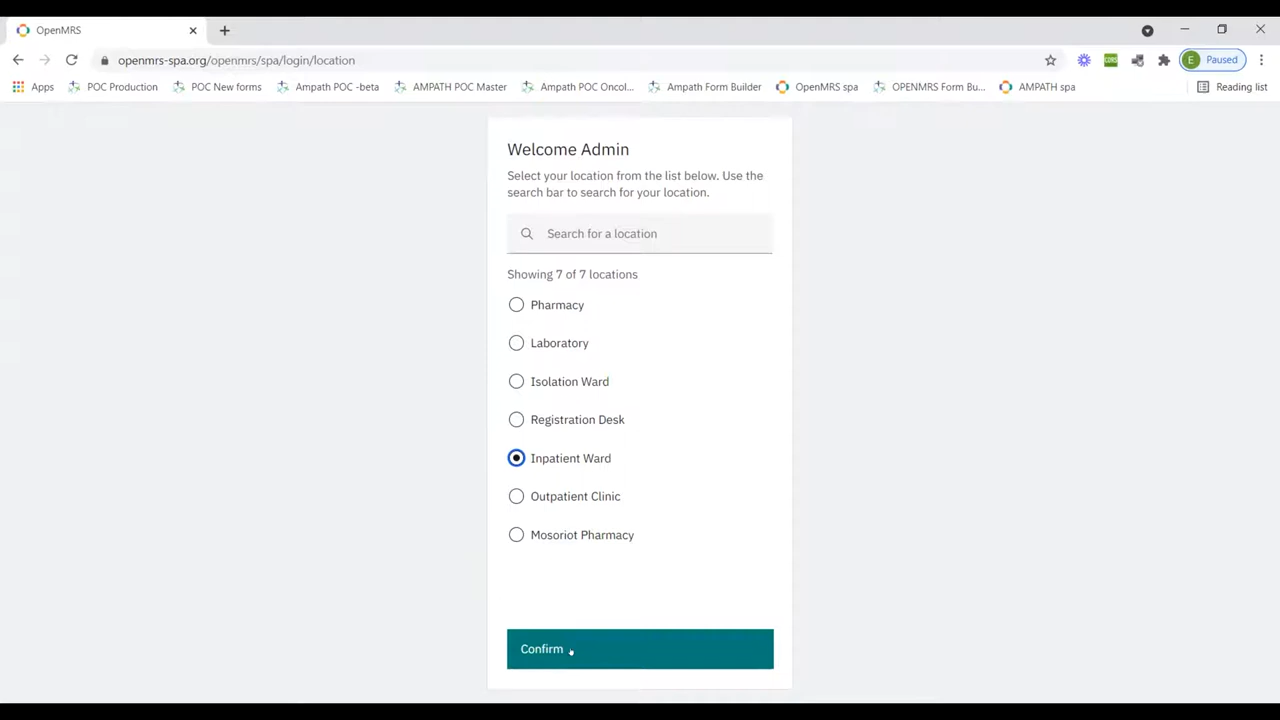 OpenMRS
openmrs-spa.org/openmrs/spa/login/location
E Paused
Apps POC Production POC New forms Ampath POC -beta AMPATH POC Master Ampath POC Oncol... Ampath Form Builder OpenMRS spa OPENMRS Form Bu... AMPATH spa Reading list
Welcome Admin
Select your location from the list below. Use the
search bar to search for your location.
Search for a location
Showing 7 of 7 locations
Pharmacy
Laboratory
Isolation Ward
Registration Desk
Inpatient Ward
Outpatient Clinic
Mosoriot Pharmacy
Confirm